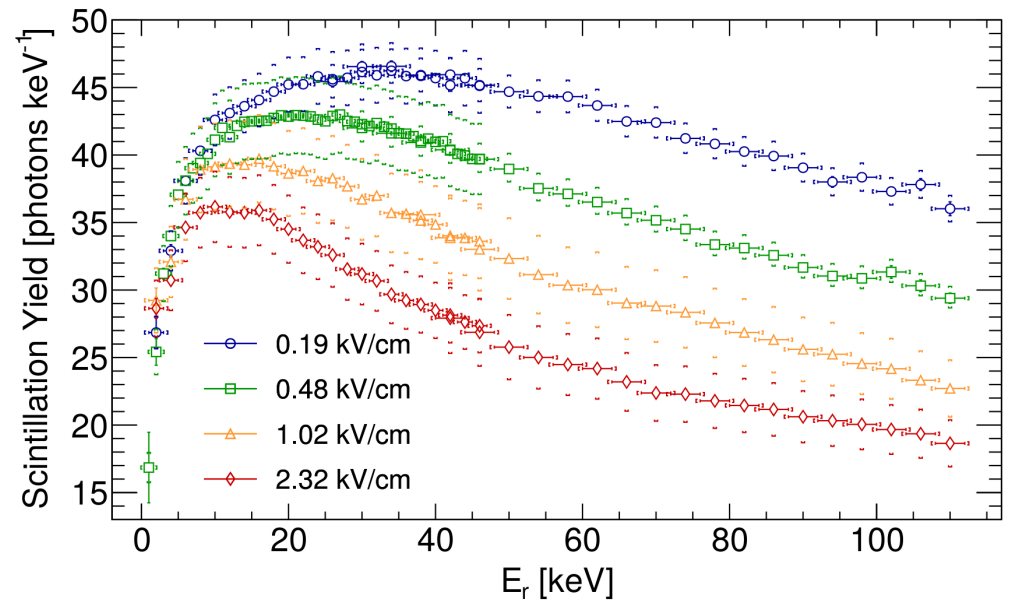 Scintillation Yield [photons keV⁻¹]
50
45
40
35
30
25
20
15
0.19 kV/cm
0.48 kV/cm
1.02 kV/cm
2.32 kV/cm
0 20 40 60 80 100
Eᵣ [keV]